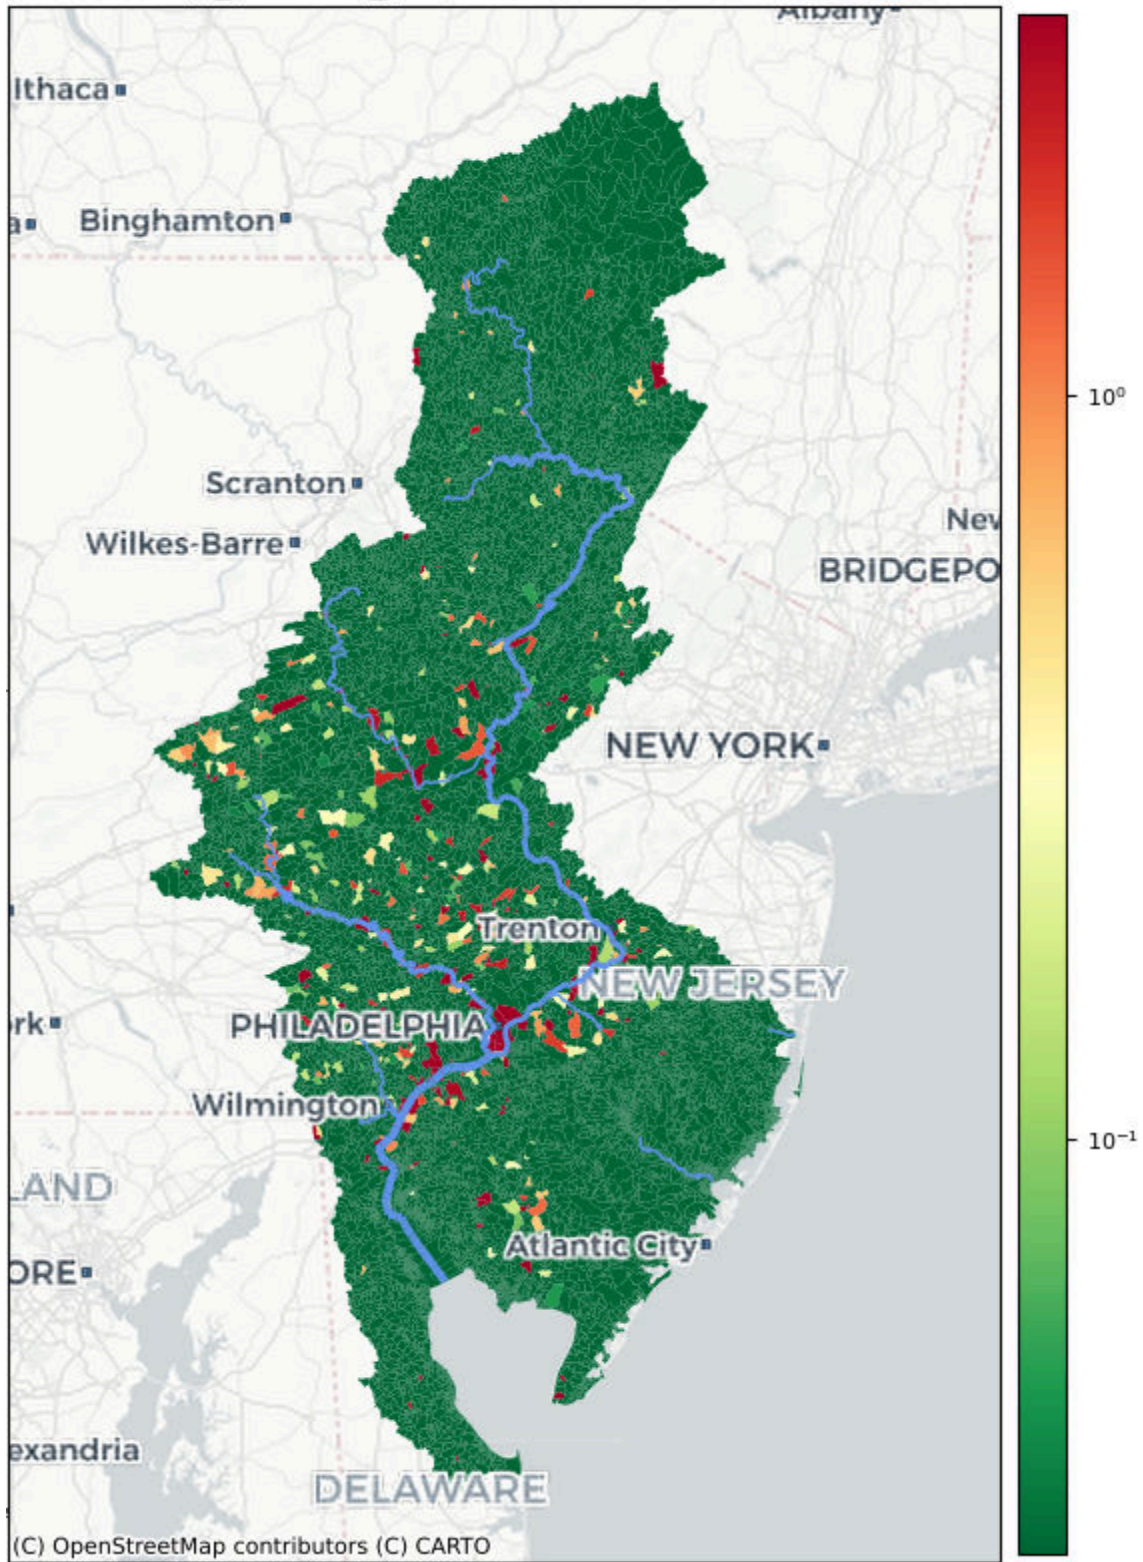 Albany
Ithaca
a
Binghamton
Scranton
Wilkes-Barre
New
BRIDGEPO
NEW YORK
Trenton
NEW JERSEY
rk
PHILADELPHIA
Wilmington
LAND
Atlantic City
ORE
exandria
DELAWARE
(C) OpenStreetMap contributors (C) CARTO
10⁰
10⁻¹